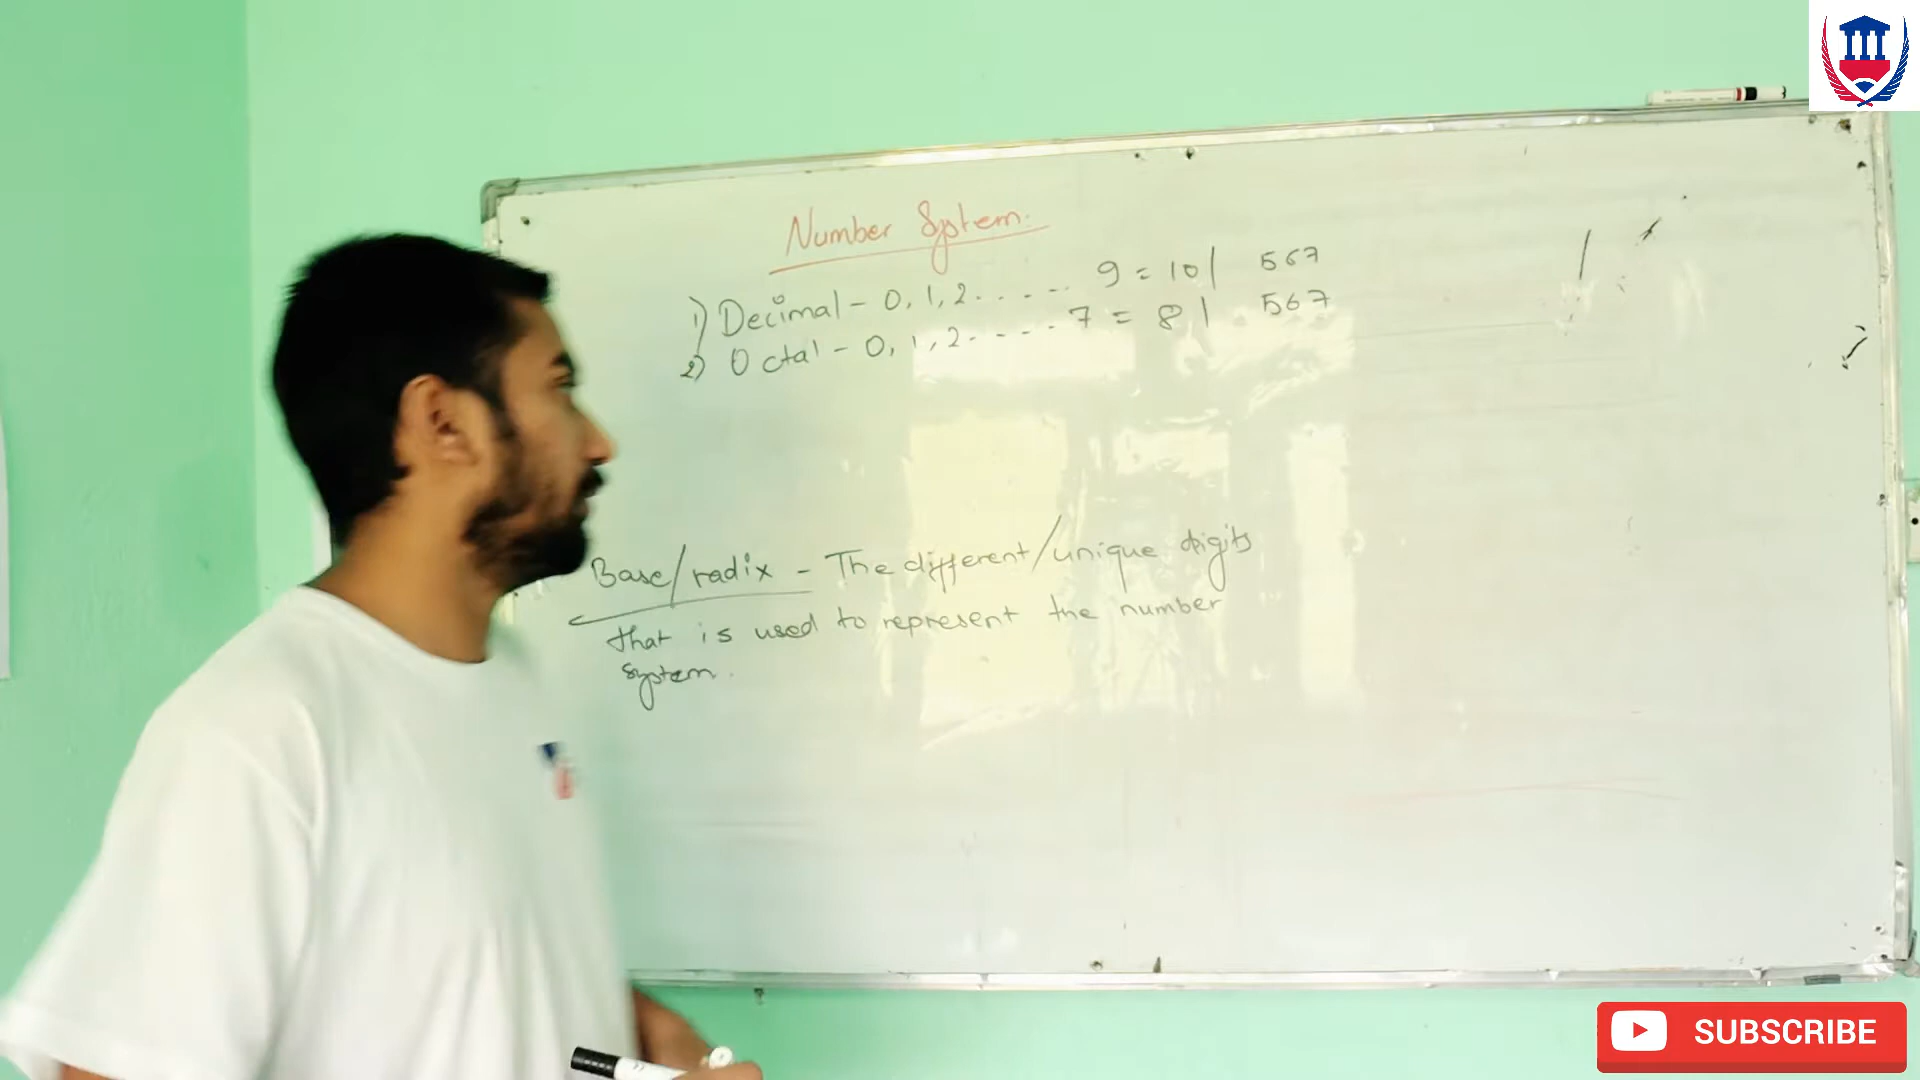 Number System.
1) Decimal - 0, 1, 2 . . . . . . 9 = 10 | 567
2) Octal - 0, 1, 2 . . . . . . 7 = 8 | 567
Base/radix - The different/unique digits
that is used to represent the number
system.
SUBSCRIBE